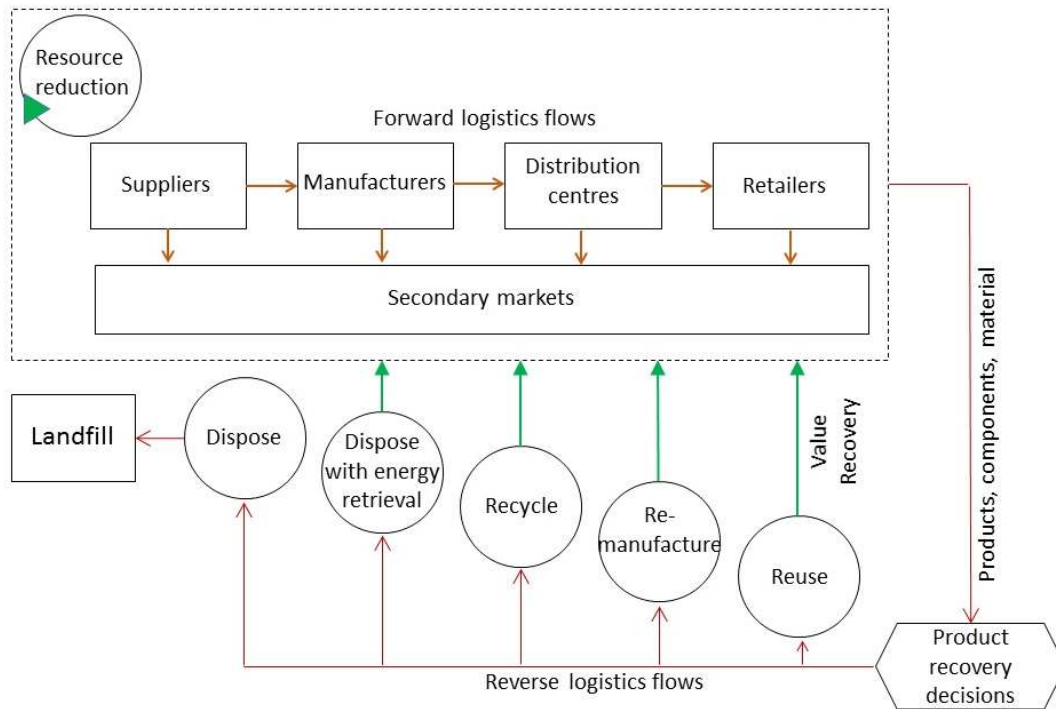 Resource
reduction
Forward logistics flows
Suppliers
Manufacturers
Distribution
centres
Retailers
Secondary markets
Products, components, material
Landfill
Dispose
Dispose
with energy
retrieval
Recycle
Re-
manufacture
Reuse
Value
Recovery
Product
recovery
decisions
Reverse logistics flows